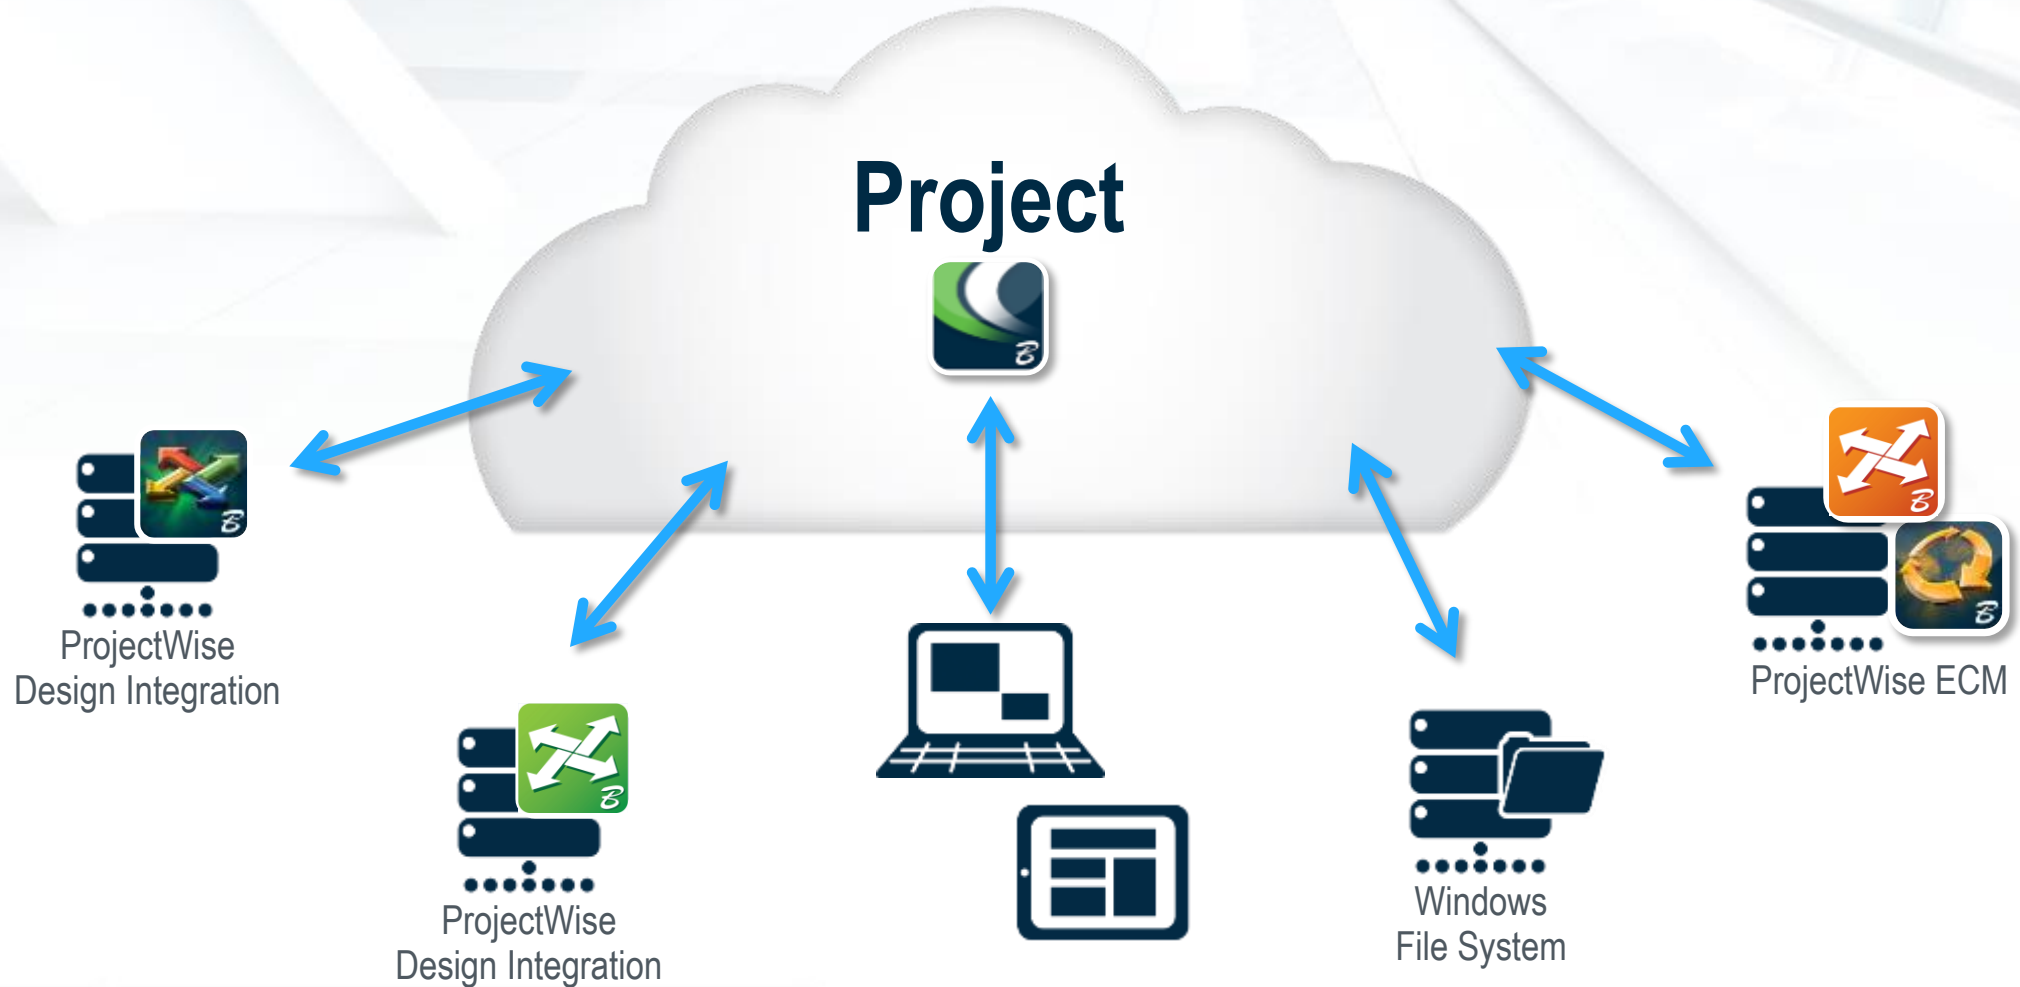 Project
B
B
B
B
B
ProjectWise
Design Integration
ProjectWise ECM
ProjectWise
Design Integration
Windows
File System